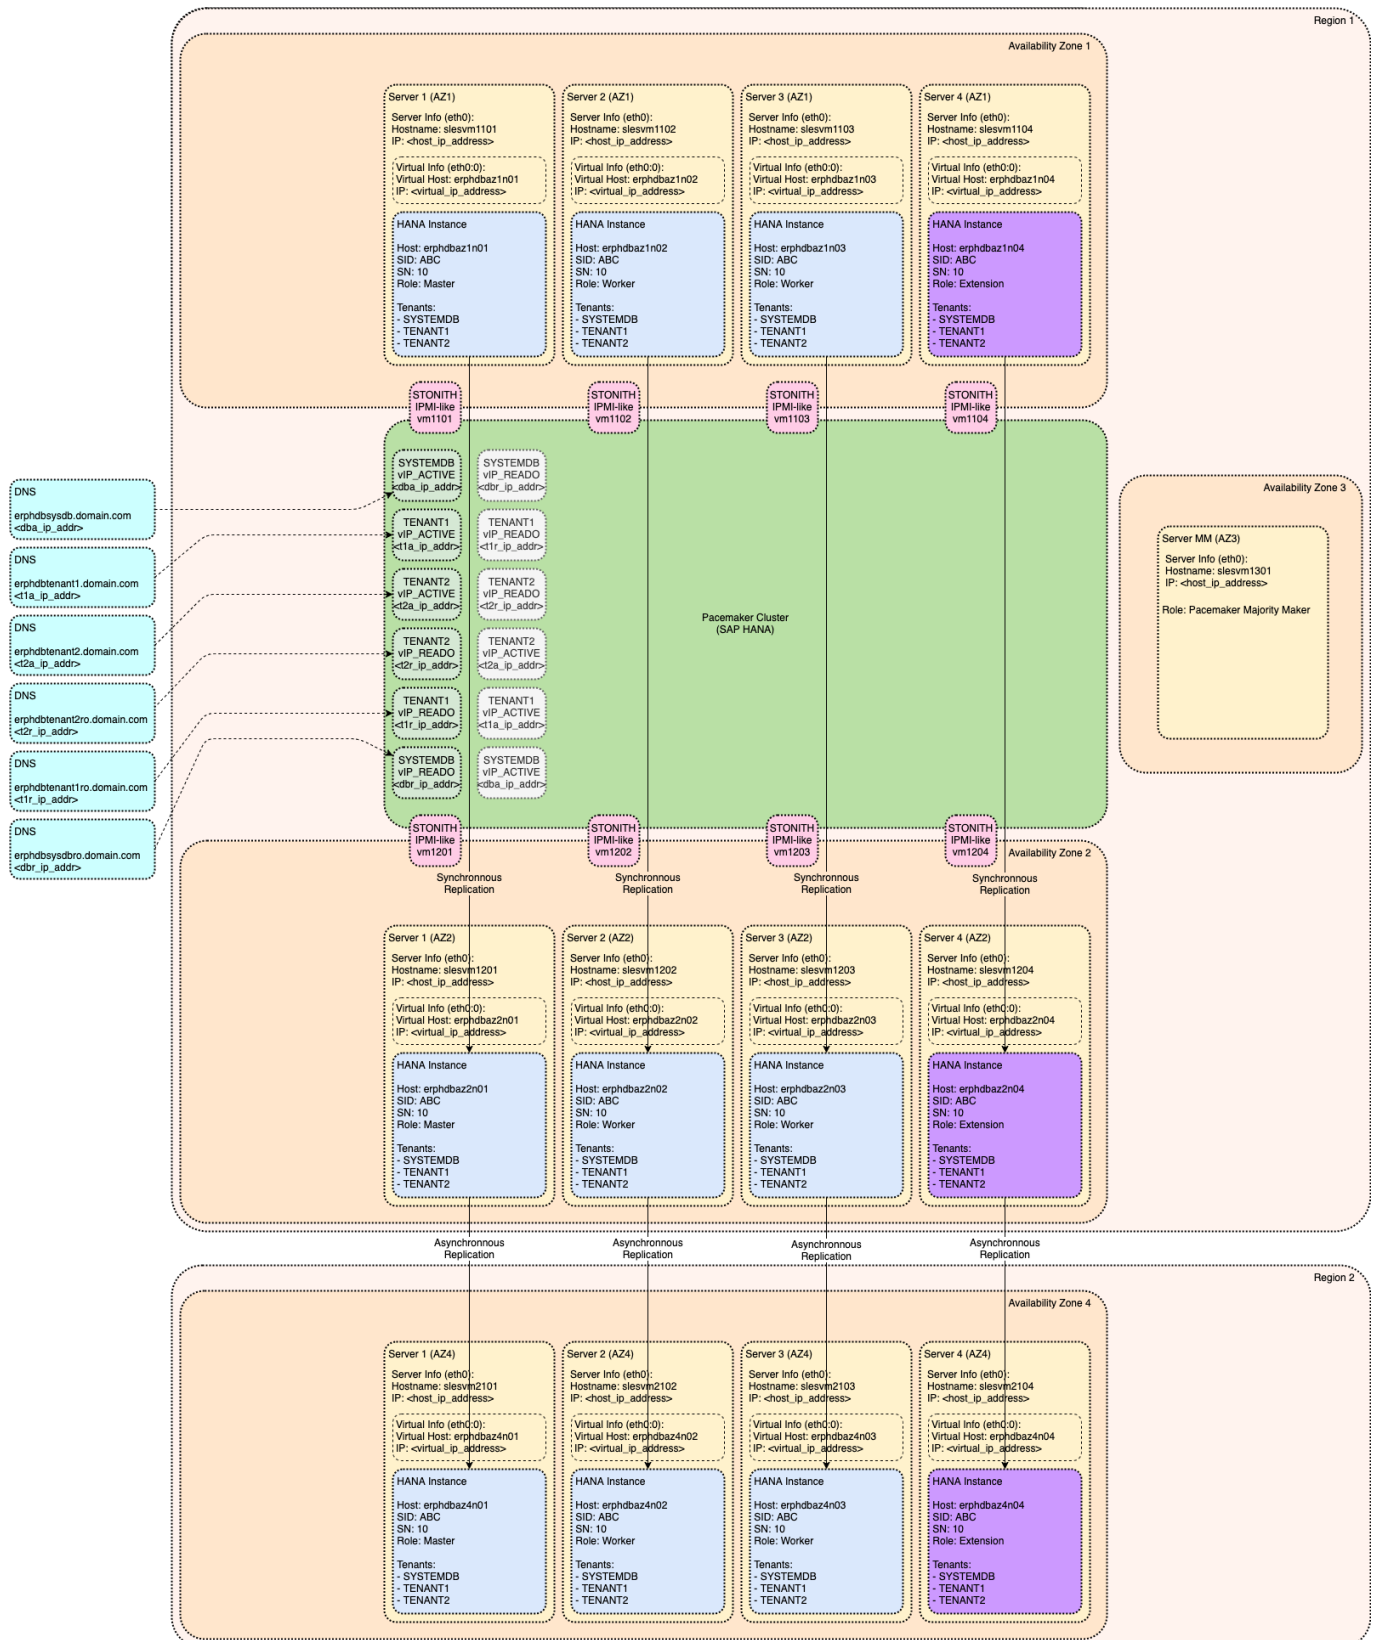 Region 1
Availability Zone 1
Server 1 (AZ1)
Server Info (eth0):
Hostname: slesvm1101
IP: <host_ip_address>
Virtual Info (eth0:0):
Virtual Host: erphdbaz1n01
IP: <virtual_ip_address>
HANA Instance
Host: erphdbaz1n01
SID: ABC
SN: 10
Role: Master
Tenants:
- SYSTEMDB
- TENANT1
- TENANT2
Server 2 (AZ1)
Server Info (eth0):
Hostname: slesvm1102
IP: <host_ip_address>
Virtual Info (eth0:0):
Virtual Host: erphdbaz1n02
IP: <virtual_ip_address>
HANA Instance
Host: erphdbaz1n02
SID: ABC
SN: 10
Role: Worker
Tenants:
- SYSTEMDB
- TENANT1
- TENANT2
Server 3 (AZ1)
Server Info (eth0):
Hostname: slesvm1103
IP: <host_ip_address>
Virtual Info (eth0:0):
Virtual Host: erphdbaz1n03
IP: <virtual_ip_address>
HANA Instance
Host: erphdbaz1n03
SID: ABC
SN: 10
Role: Worker
Tenants:
- SYSTEMDB
- TENANT1
- TENANT2
Server 4 (AZ1)
Server Info (eth0):
Hostname: slesvm1104
IP: <host_ip_address>
Virtual Info (eth0:0):
Virtual Host: erphdbaz1n04
IP: <virtual_ip_address>
HANA Instance
Host: erphdbaz1n04
SID: ABC
SN: 10
Role: Extension
Tenants:
- SYSTEMDB
- TENANT1
- TENANT2
STONITH
IPMI-like
vm1101
STONITH
IPMI-like
vm1102
STONITH
IPMI-like
vm1103
STONITH
IPMI-like
vm1104
DNS
erphdbsysdb.domain.com
<dba_ip_addr>
DNS
erphdbtenant1.domain.com
<t1a_ip_addr>
DNS
erphdbtenant2.domain.com
<t2a_ip_addr>
DNS
erphdbtenant2ro.domain.com
<t2r_ip_addr>
DNS
erphdbtenant1ro.domain.com
<t1r_ip_addr>
DNS
erphdbsysdbro.domain.com
<dbr_ip_addr>
SYSTEMDB
vIP_ACTIVE
<dba_ip_addr>
SYSTEMDB
vIP_READO
<dbr_ip_addr>
TENANT1
vIP_ACTIVE
<t1a_ip_addr>
TENANT1
vIP_READO
<t1r_ip_addr>
TENANT2
vIP_ACTIVE
<t2a_ip_addr>
TENANT2
vIP_READO
<t2r_ip_addr>
TENANT2
vIP_READO
<t2r_ip_addr>
TENANT2
vIP_ACTIVE
<t2a_ip_addr>
TENANT1
vIP_READO
<t1r_ip_addr>
TENANT1
vIP_ACTIVE
<t1a_ip_addr>
SYSTEMDB
vIP_READO
<dbr_ip_addr>
SYSTEMDB
vIP_ACTIVE
<dba_ip_addr>
Pacemaker Cluster
(SAP HANA)
Availability Zone 3
Server MM (AZ3)
Server Info (eth0):
Hostname: slesvm1301
IP: <host_ip_address>
Role: Pacemaker Majority Maker
STONITH
IPMI-like
vm1201
STONITH
IPMI-like
vm1202
STONITH
IPMI-like
vm1203
STONITH
IPMI-like
vm1204
Availability Zone 2
Synchronnous
Replication
Synchronnous
Replication
Synchronnous
Replication
Synchronnous
Replication
Server 1 (AZ2)
Server Info (eth0):
Hostname: slesvm1201
IP: <host_ip_address>
Virtual Info (eth0:0):
Virtual Host: erphdbaz2n01
IP: <virtual_ip_address>
HANA Instance
Host: erphdbaz2n01
SID: ABC
SN: 10
Role: Master
Tenants:
- SYSTEMDB
- TENANT1
- TENANT2
Server 2 (AZ2)
Server Info (eth0):
Hostname: slesvm1202
IP: <host_ip_address>
Virtual Info (eth0:0):
Virtual Host: erphdbaz2n02
IP: <virtual_ip_address>
HANA Instance
Host: erphdbaz2n02
SID: ABC
SN: 10
Role: Worker
Tenants:
- SYSTEMDB
- TENANT1
- TENANT2
Server 3 (AZ2)
Server Info (eth0):
Hostname: slesvm1203
IP: <host_ip_address>
Virtual Info (eth0:0):
Virtual Host: erphdbaz2n03
IP: <virtual_ip_address>
HANA Instance
Host: erphdbaz2n03
SID: ABC
SN: 10
Role: Worker
Tenants:
- SYSTEMDB
- TENANT1
- TENANT2
Server 4 (AZ2)
Server Info (eth0):
Hostname: slesvm1204
IP: <host_ip_address>
Virtual Info (eth0:0):
Virtual Host: erphdbaz2n04
IP: <virtual_ip_address>
HANA Instance
Host: erphdbaz2n04
SID: ABC
SN: 10
Role: Extension
Tenants:
- SYSTEMDB
- TENANT1
- TENANT2
Asynchronnous
Replication
Asynchronnous
Replication
Asynchronnous
Replication
Asynchronnous
Replication
Region 2
Availability Zone 4
Server 1 (AZ4)
Server Info (eth0):
Hostname: slesvm2101
IP: <host_ip_address>
Virtual Info (eth0:0):
Virtual Host: erphdbaz4n01
IP: <virtual_ip_address>
HANA Instance
Host: erphdbaz4n01
SID: ABC
SN: 10
Role: Master
Tenants:
- SYSTEMDB
- TENANT1
- TENANT2
Server 2 (AZ4)
Server Info (eth0):
Hostname: slesvm2102
IP: <host_ip_address>
Virtual Info (eth0:0):
Virtual Host: erphdbaz4n02
IP: <virtual_ip_address>
HANA Instance
Host: erphdbaz4n02
SID: ABC
SN: 10
Role: Worker
Tenants:
- SYSTEMDB
- TENANT1
- TENANT2
Server 3 (AZ4)
Server Info (eth0):
Hostname: slesvm2103
IP: <host_ip_address>
Virtual Info (eth0:0):
Virtual Host: erphdbaz4n03
IP: <virtual_ip_address>
HANA Instance
Host: erphdbaz4n03
SID: ABC
SN: 10
Role: Worker
Tenants:
- SYSTEMDB
- TENANT1
- TENANT2
Server 4 (AZ4)
Server Info (eth0):
Hostname: slesvm2104
IP: <host_ip_address>
Virtual Info (eth0:0):
Virtual Host: erphdbaz4n04
IP: <virtual_ip_address>
HANA Instance
Host: erphdbaz4n04
SID: ABC
SN: 10
Role: Extension
Tenants:
- SYSTEMDB
- TENANT1
- TENANT2